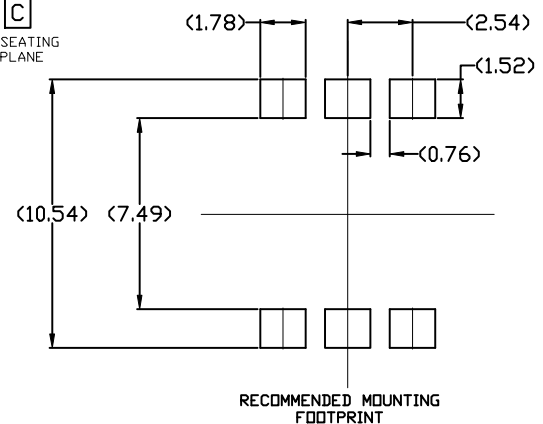 C
SEATING
PLANE
(1.78)
(2.54)
(1.52)
(0.76)
(10.54)
(7.49)
RECOMMENDED MOUNTING
FOOTPRINT